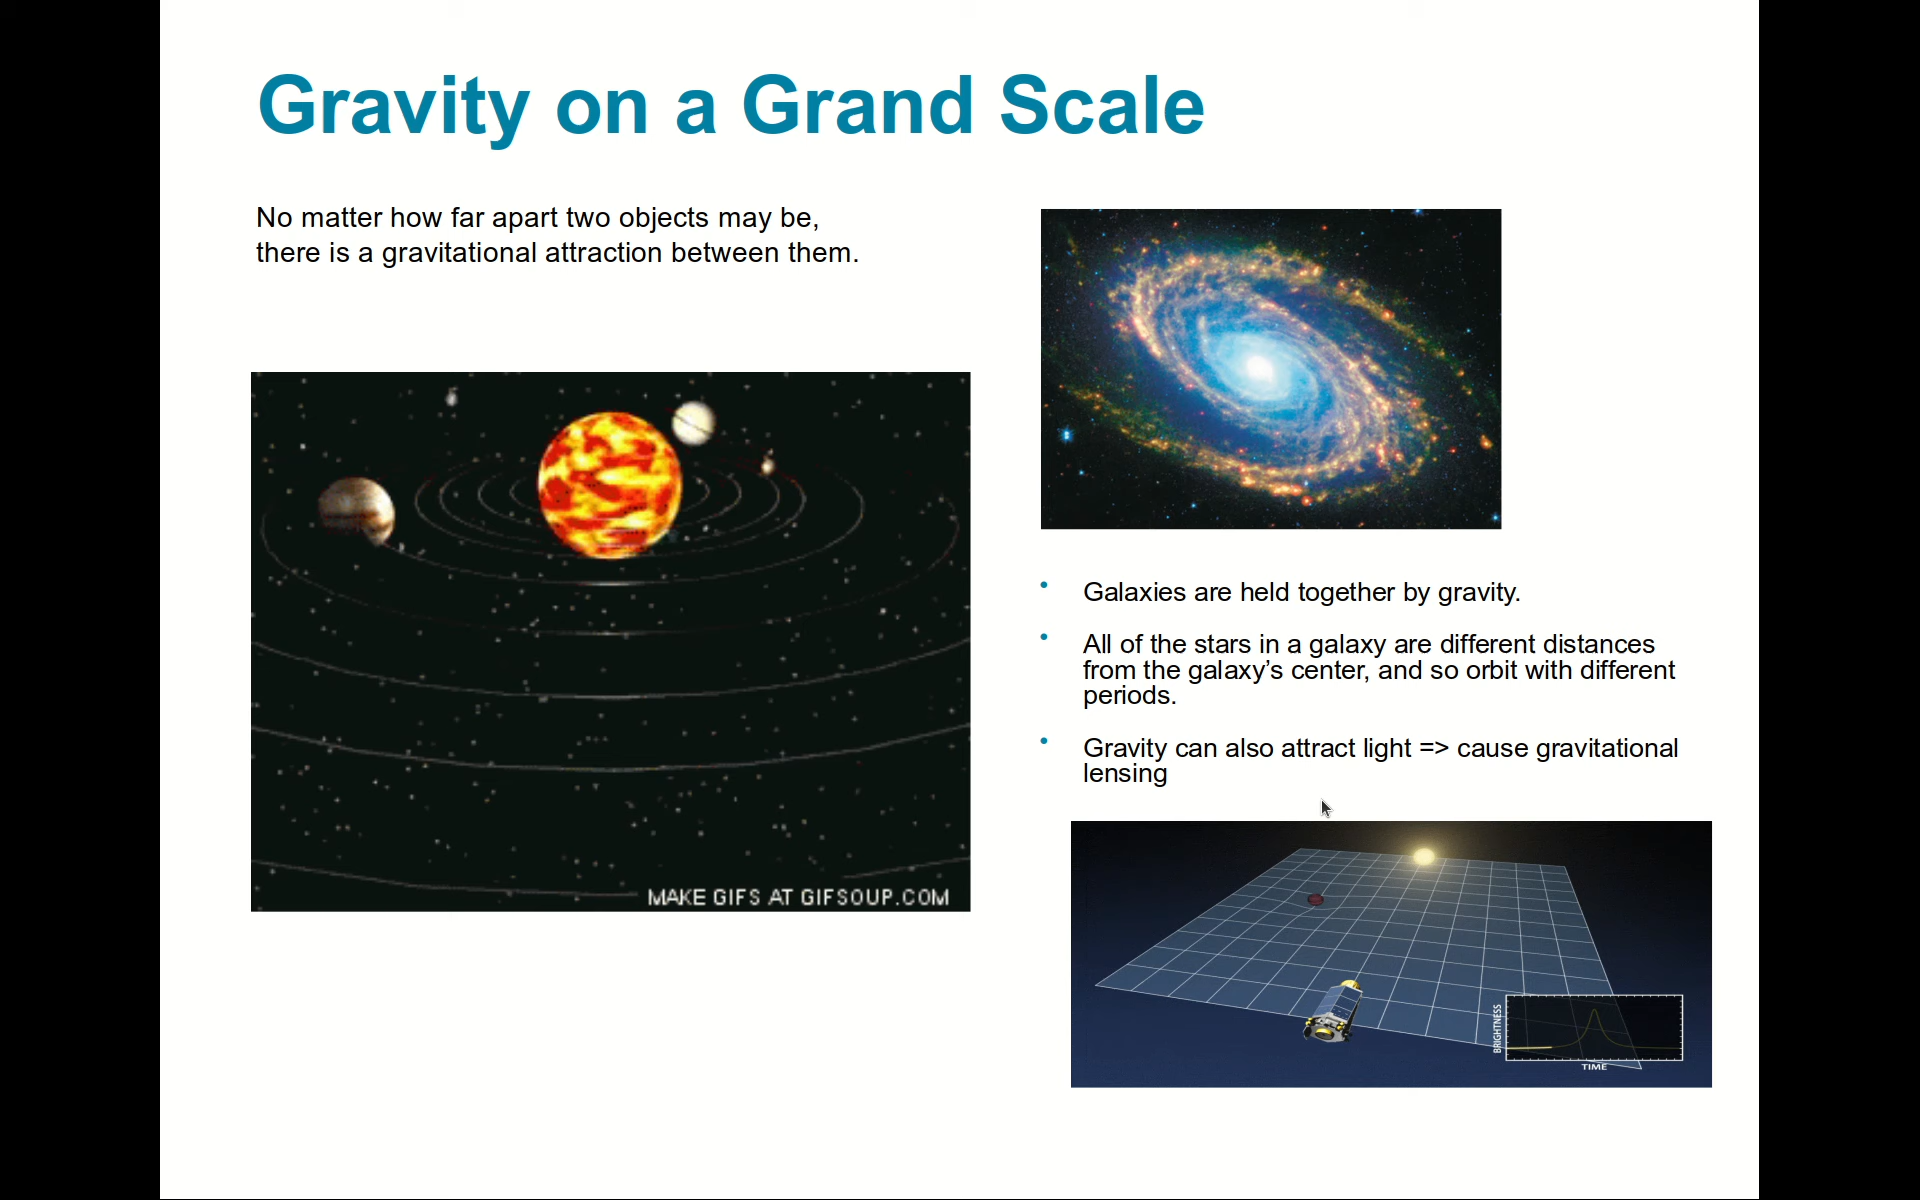 Gravity on a Grand Scale
No matter how far apart two objects may be,
there is a gravitational attraction between them.
MAKE GIFS AT GIFSOUP.COM
• Galaxies are held together by gravity.
• All of the stars in a galaxy are different distances
from the galaxy’s center, and so orbit with different
periods.
• Gravity can also attract light => cause gravitational
lensing
BRIGHTNESS
TIME